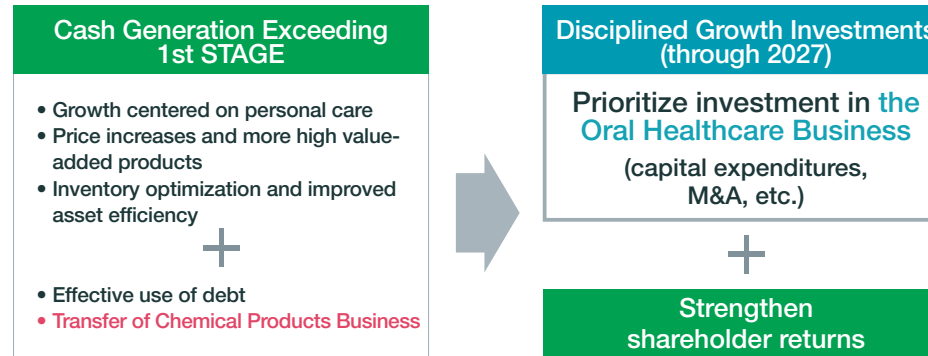 Cash Generation Exceeding
1st STAGE
• Growth centered on personal care
• Price increases and more high value-
added products
• Inventory optimization and improved
asset efficiency
+
• Effective use of debt
• Transfer of Chemical Products Business
Disciplined Growth Investments
(through 2027)
Prioritize investment in the
Oral Healthcare Business
(capital expenditures,
M&A, etc.)
+
Strengthen
shareholder returns